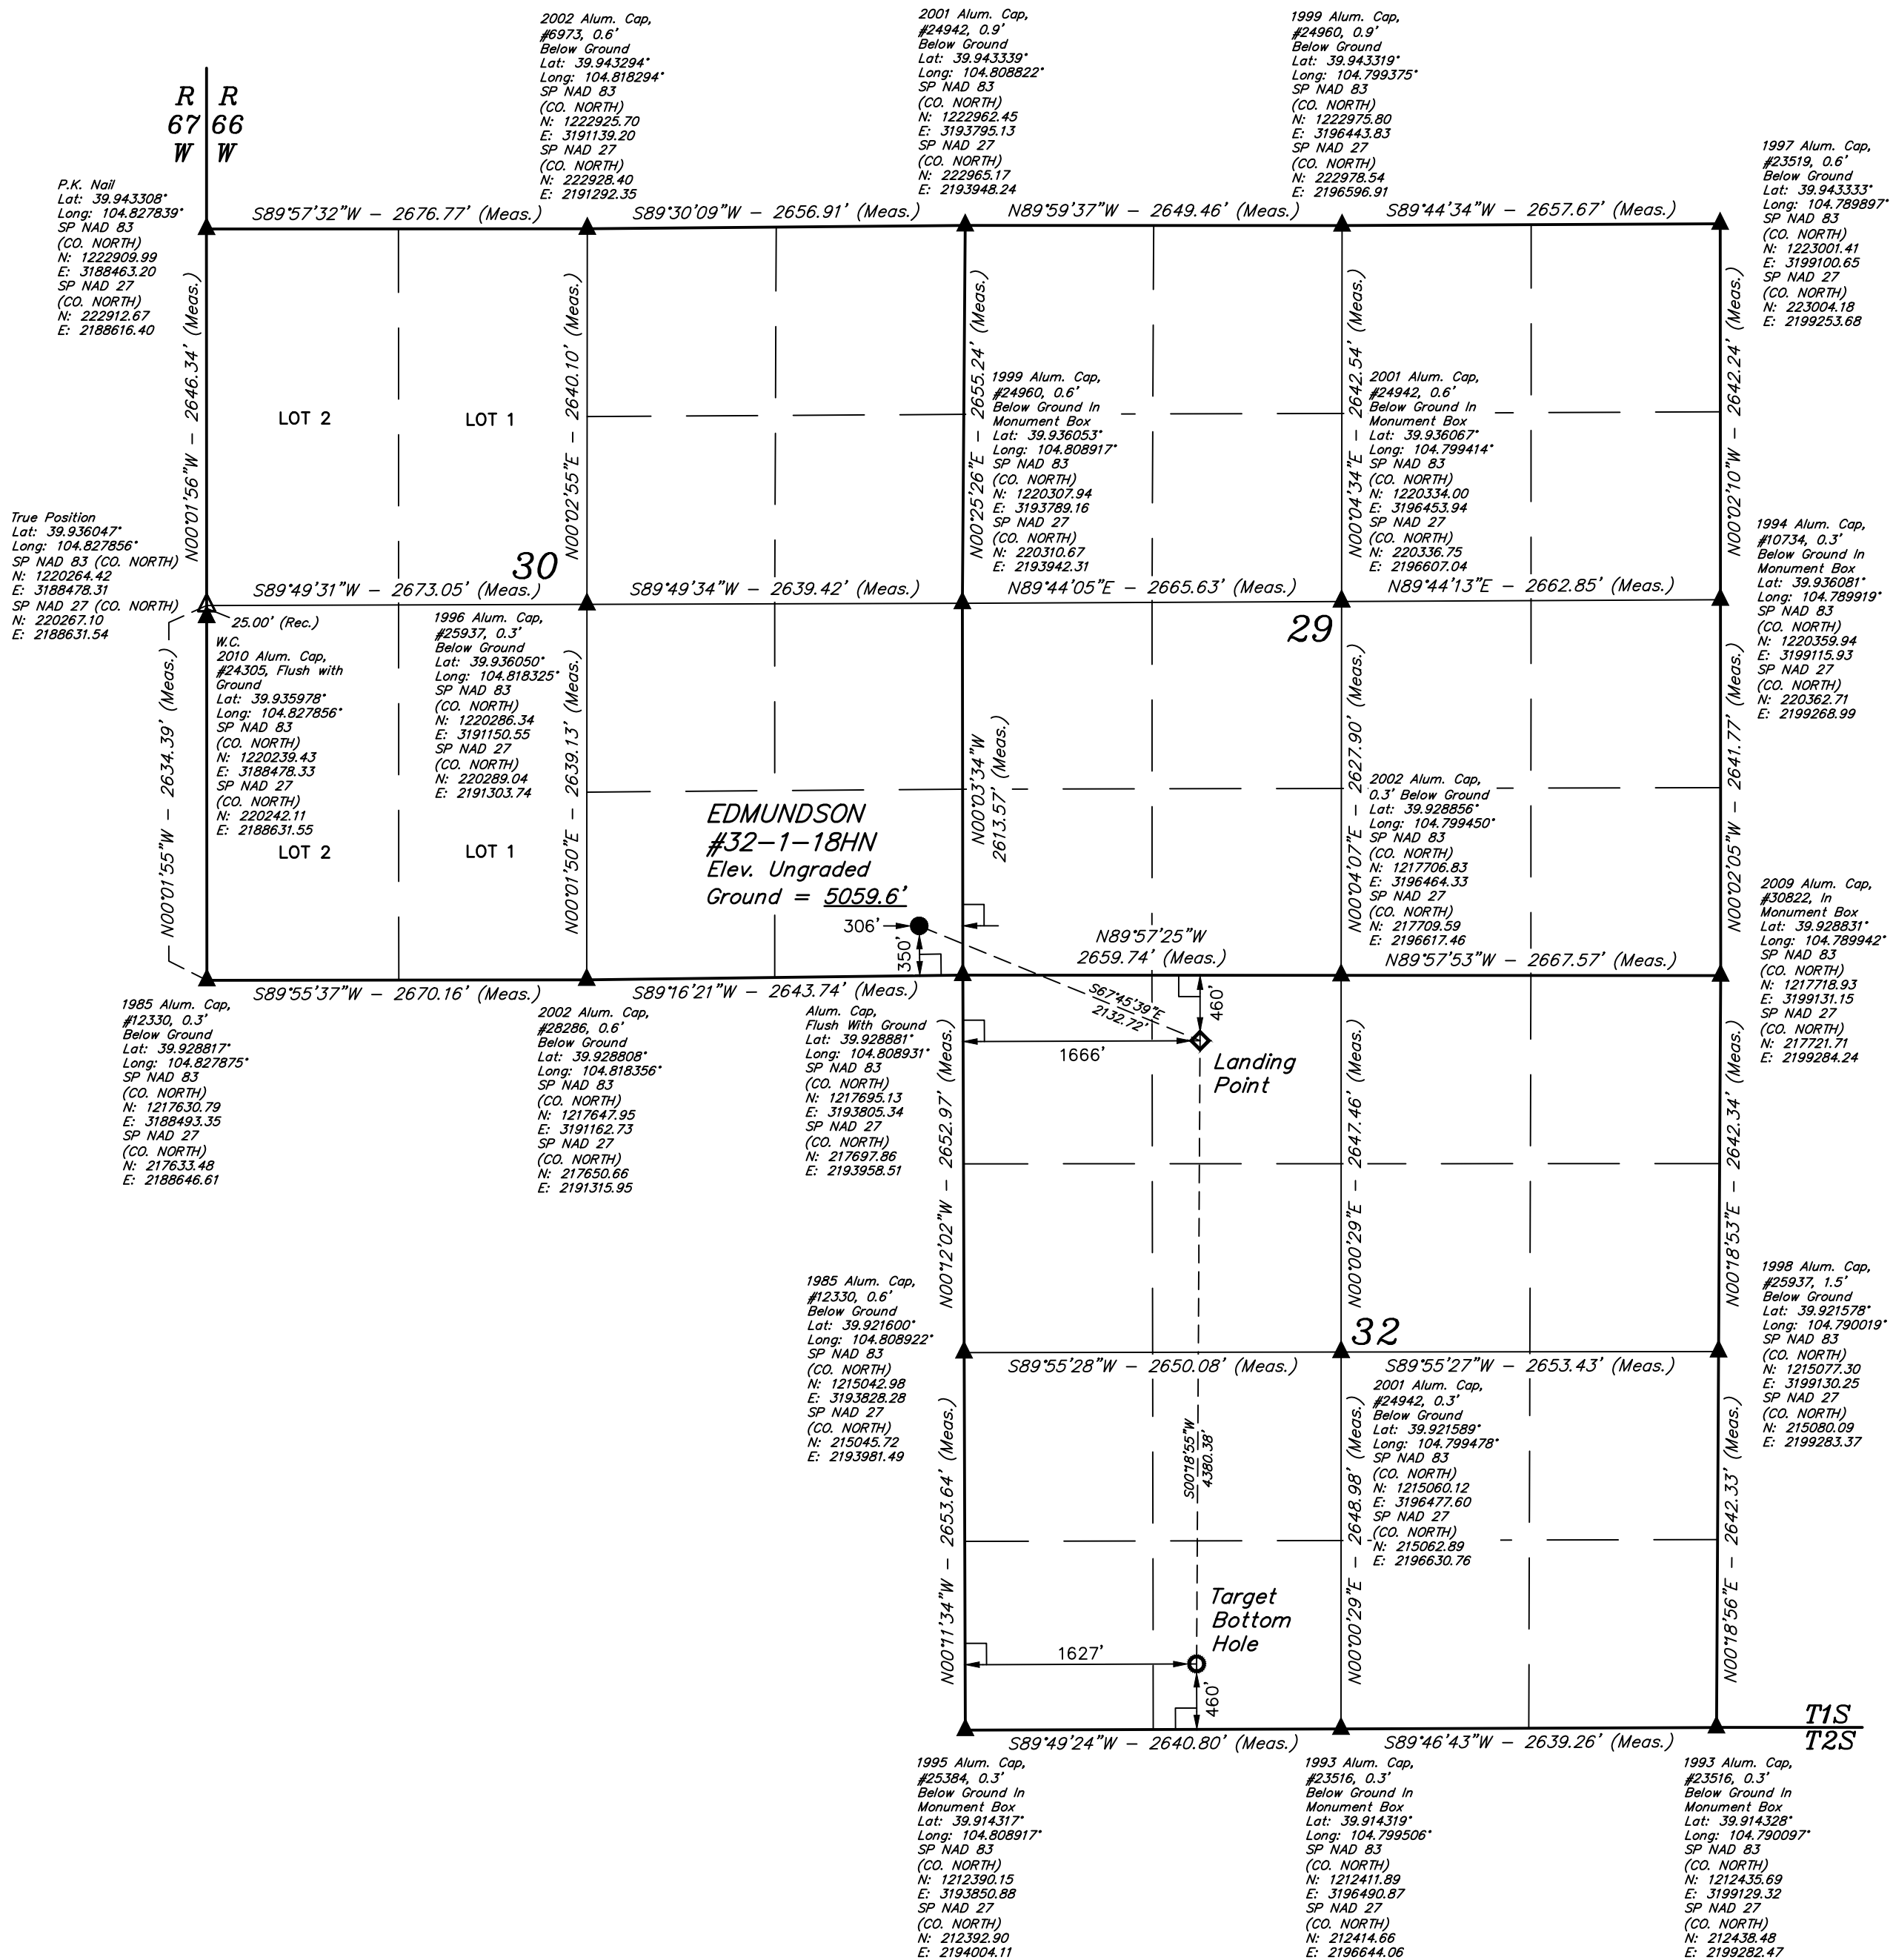 2002 Alum. Cap,
#6973, 0.6'
Below Ground
Lat: 39.943294°
Long: 104.818294°
SP NAD 83
(CO. NORTH)
N: 1222925.70
E: 3191139.20
SP NAD 27
(CO. NORTH)
N: 222928.40
E: 2191292.35
2001 Alum. Cap,
#24942, 0.9'
Below Ground
Lat: 39.943339°
Long: 104.808822°
SP NAD 83
(CO. NORTH)
N: 1222962.45
E: 3193795.13
SP NAD 27
(CO. NORTH)
N: 222965.17
E: 2193948.24
1999 Alum. Cap,
#24960, 0.9'
Below Ground
Lat: 39.943319°
Long: 104.799375°
SP NAD 83
(CO. NORTH)
N: 1222975.80
E: 3196443.83
SP NAD 27
(CO. NORTH)
N: 222978.54
E: 2196596.91
R R
67 66
W W
1997 Alum. Cap,
#23519, 0.6'
Below Ground
Lat: 39.943333°
Long: 104.789897°
SP NAD 83
(CO. NORTH)
N: 1223001.41
E: 3199100.65
SP NAD 27
(CO. NORTH)
N: 223004.18
E: 2199253.68
P.K. Nail
Lat: 39.943308°
Long: 104.827839°
SP NAD 83
(CO. NORTH)
N: 1222909.99
E: 3188463.20
SP NAD 27
(CO. NORTH)
N: 222912.67
E: 2188616.40
S89°57'32"W - 2676.77' (Meas.)
S89°30'09"W - 2656.91' (Meas.)
N89°59'37"W - 2649.46' (Meas.)
S89°44'34"W - 2657.67' (Meas.)
N00°01'56"W - 2646.34' (Meas.)
N00°02'55"E - 2640.10' (Meas.)
N00°25'26"E - 2655.24' (Meas.)
N00°04'34"E - 2642.54' (Meas.)
N00°02'10"W - 2642.24' (Meas.)
LOT 2
LOT 1
1999 Alum. Cap,
#24960, 0.6'
Below Ground In
Monument Box
Lat: 39.936053°
Long: 104.808917°
SP NAD 83
(CO. NORTH)
N: 1220307.94
E: 3193789.16
SP NAD 27
(CO. NORTH)
N: 220310.67
E: 2193942.31
2001 Alum. Cap,
#24942, 0.6'
Below Ground In
Monument Box
Lat: 39.936067°
Long: 104.799414°
SP NAD 83
(CO. NORTH)
N: 1220334.00
E: 3196453.94
SP NAD 27
(CO. NORTH)
N: 220336.75
E: 2196607.04
True Position
Lat: 39.936047°
Long: 104.827856°
SP NAD 83 (CO. NORTH)
N: 1220264.42
E: 3188478.31
SP NAD 27 (CO. NORTH)
N: 220267.10
E: 2188631.54
1994 Alum. Cap,
#10734, 0.3'
Below Ground In
Monument Box
Lat: 39.936081°
Long: 104.789919°
SP NAD 83
(CO. NORTH)
N: 1220359.94
E: 3199115.93
SP NAD 27
(CO. NORTH)
N: 220362.71
E: 2199268.99
30
S89°49'31"W - 2673.05' (Meas.)
S89°49'34"W - 2639.42' (Meas.)
N89°44'05"E - 2665.63' (Meas.)
N89°44'13"E - 2662.85' (Meas.)
29
25.00' (Rec.)
W.C.
2010 Alum. Cap,
#24305, Flush with
Ground
Lat: 39.935978°
Long: 104.827856°
SP NAD 83
(CO. NORTH)
N: 1220239.43
E: 3188478.33
SP NAD 27
(CO. NORTH)
N: 220242.11
E: 2188631.55
1996 Alum. Cap,
#25937, 0.3'
Below Ground
Lat: 39.936050°
Long: 104.818325°
SP NAD 83
(CO. NORTH)
N: 1220286.34
E: 3191150.55
SP NAD 27
(CO. NORTH)
N: 220289.04
E: 2191303.74
N00°01'55"W - 2634.39' (Meas.)
N00°01'50"E - 2639.13' (Meas.)
N00°03'34"W
2613.57' (Meas.)
N00°04'07"E - 2627.90' (Meas.)
N00°02'05"W - 2641.77' (Meas.)
LOT 2
LOT 1
EDMUNDSON
#32-1-18HN
Elev. Ungraded
Ground = 5059.6'
306'
350'
2002 Alum. Cap,
0.3' Below Ground
Lat: 39.928856°
Long: 104.799450°
SP NAD 83
(CO. NORTH)
N: 1217706.83
E: 3196464.33
SP NAD 27
(CO. NORTH)
N: 217709.59
E: 2196617.46
2009 Alum. Cap,
#30822, In
Monument Box
Lat: 39.928831°
Long: 104.789942°
SP NAD 83
(CO. NORTH)
N: 1217718.93
E: 3199131.15
SP NAD 27
(CO. NORTH)
N: 217721.71
E: 2199284.24
S89°55'37"W - 2670.16' (Meas.)
S89°16'21"W - 2643.74' (Meas.)
N89°57'25"W
2659.74' (Meas.)
N89°57'53"W - 2667.57' (Meas.)
1985 Alum. Cap,
#12330, 0.3'
Below Ground
Lat: 39.928817°
Long: 104.827875°
SP NAD 83
(CO. NORTH)
N: 1217630.79
E: 3188493.35
SP NAD 27
(CO. NORTH)
N: 217633.48
E: 2188646.61
2002 Alum. Cap,
#28286, 0.6'
Below Ground
Lat: 39.928808°
Long: 104.818356°
SP NAD 83
(CO. NORTH)
N: 1217647.95
E: 3191162.73
SP NAD 27
(CO. NORTH)
N: 217650.66
E: 2191315.95
Alum. Cap,
Flush With Ground
Lat: 39.928881°
Long: 104.808931°
SP NAD 83
(CO. NORTH)
N: 1217695.13
E: 3193805.34
SP NAD 27
(CO. NORTH)
N: 217697.86
E: 2193958.51
S67°45'39"E
2132.72'
460'
1666'
Landing
Point
N00°12'02"W - 2652.97' (Meas.)
N00°00'29"E - 2647.46' (Meas.)
N00°18'53"E - 2642.34' (Meas.)
1985 Alum. Cap,
#12330, 0.6'
Below Ground
Lat: 39.921600°
Long: 104.808922°
SP NAD 83
(CO. NORTH)
N: 1215042.98
E: 3193828.28
SP NAD 27
(CO. NORTH)
N: 215045.72
E: 2193981.49
1998 Alum. Cap,
#25937, 1.5'
Below Ground
Lat: 39.921578°
Long: 104.790019°
SP NAD 83
(CO. NORTH)
N: 1215077.30
E: 3199130.25
SP NAD 27
(CO. NORTH)
N: 215080.09
E: 2199283.37
32
S89°55'28"W - 2650.08' (Meas.)
S89°55'27"W - 2653.43' (Meas.)
2001 Alum. Cap,
#24942, 0.3'
Below Ground
Lat: 39.921589°
Long: 104.799478°
SP NAD 83
(CO. NORTH)
N: 1215060.12
E: 3196477.60
SP NAD 27
(CO. NORTH)
N: 215062.89
E: 2196630.76
N00°11'34"W - 2653.64' (Meas.)
S00°18'55"W
4380.38'
N00°00'29"E - 2648.98' (Meas.)
N00°18'56"E - 2642.33' (Meas.)
Target
Bottom
Hole
1627'
460'
S89°49'24"W - 2640.80' (Meas.)
S89°46'43"W - 2639.26' (Meas.)
T1S
T2S
1995 Alum. Cap,
#25384, 0.3'
Below Ground In
Monument Box
Lat: 39.914317°
Long: 104.808917°
SP NAD 83
(CO. NORTH)
N: 1212390.15
E: 3193850.88
SP NAD 27
(CO. NORTH)
N: 212392.90
E: 2194004.11
1993 Alum. Cap,
#23516, 0.3'
Below Ground In
Monument Box
Lat: 39.914319°
Long: 104.799506°
SP NAD 83
(CO. NORTH)
N: 1212411.89
E: 3196490.87
SP NAD 27
(CO. NORTH)
N: 212414.66
E: 2196644.06
1993 Alum. Cap,
#23516, 0.3'
Below Ground In
Monument Box
Lat: 39.914328°
Long: 104.790097°
SP NAD 83
(CO. NORTH)
N: 1212435.69
E: 3199129.32
SP NAD 27
(CO. NORTH)
N: 212438.48
E: 2199282.47